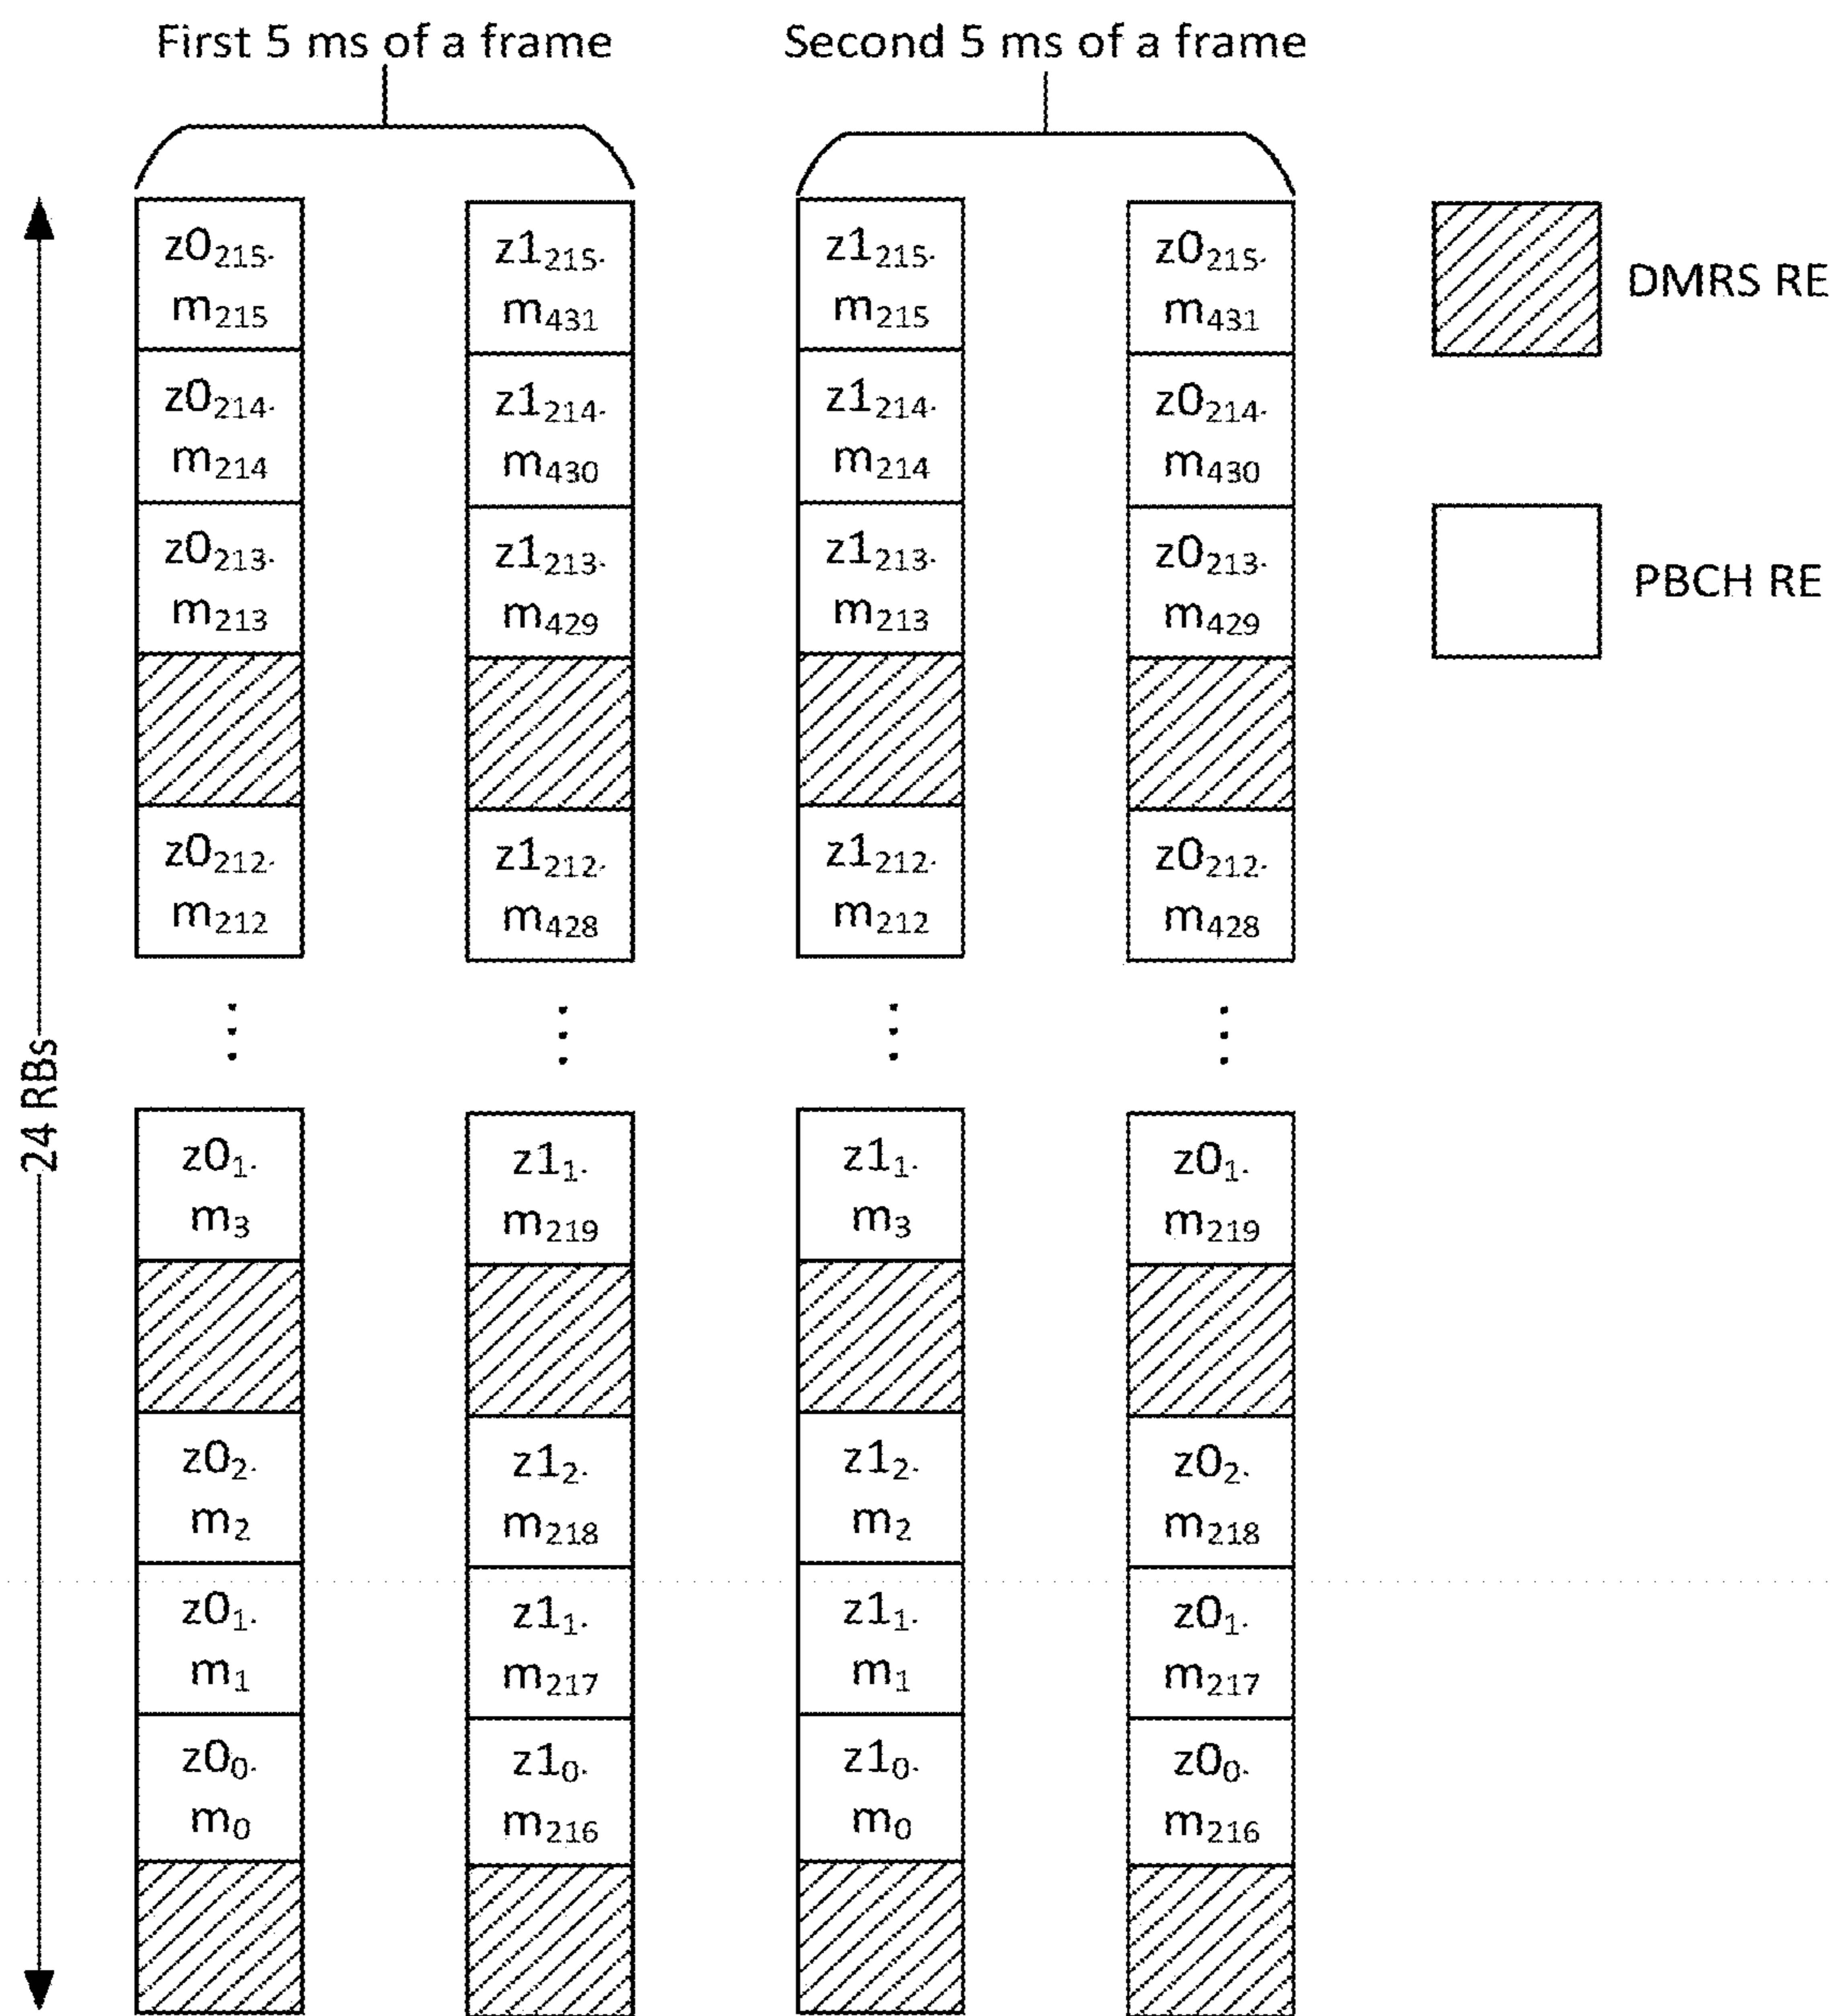 First 5 ms of a frame
Second 5 ms of a frame
z0₂₁₅· z1₂₁₅· z1₂₁₅· z0₂₁₅·
m₂₁₅ m₄₃₁ m₂₁₅ m₄₃₁
DMRS RE
z0₂₁₄· z1₂₁₄· z1₂₁₄· z0₂₁₄·
m₂₁₄ m₄₃₀ m₂₁₄ m₄₃₀
z0₂₁₃· z1₂₁₃· z1₂₁₃· z0₂₁₃·
m₂₁₃ m₄₂₉ m₂₁₃ m₄₂₉
PBCH RE
z0₂₁₂· z1₂₁₂· z1₂₁₂· z0₂₁₂·
m₂₁₂ m₄₂₈ m₂₁₂ m₄₂₈
⋮ ⋮ ⋮ ⋮
24 RBs
z0₁· z1₁· z1₁· z0₁·
m₃ m₂₁₉ m₃ m₂₁₉
z0₂· z1₂· z1₂· z0₂·
m₂ m₂₁₈ m₂ m₂₁₈
z0₁· z1₁· z1₁· z0₁·
m₁ m₂₁₇ m₁ m₂₁₇
z0₀· z1₀· z1₀· z0₀·
m₀ m₂₁₆ m₀ m₂₁₆